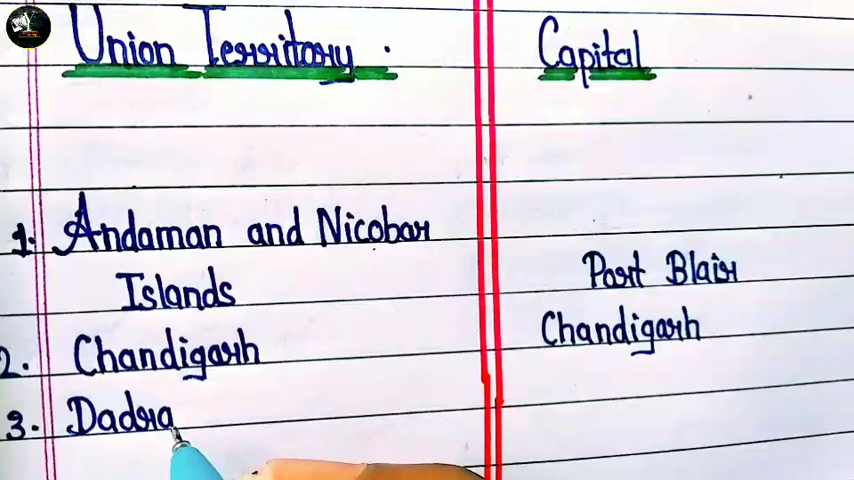 Union Territory . Capital
1. Andaman and Nicobar
Islands Port Blair
2. Chandigarh Chandigarh
3. Dadra